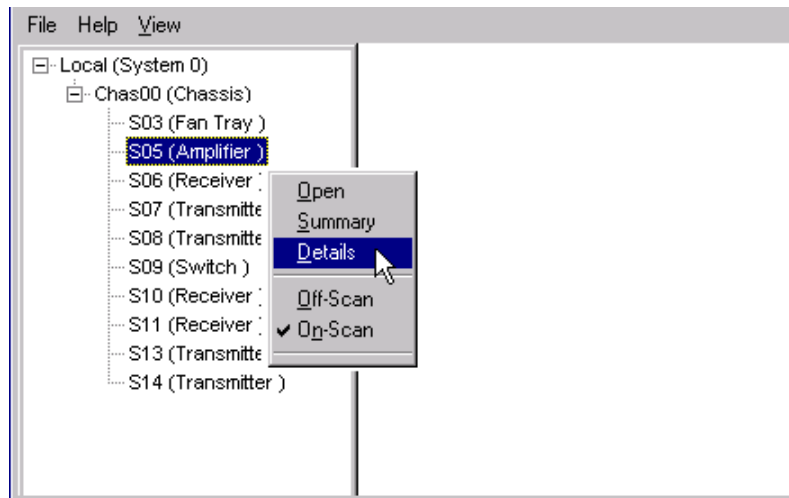 File Help View
Local (System 0)
Chas00 (Chassis)
S03 (Fan Tray )
S05 (Amplifier )
S06 (Receiver
S07 (Transmitte
S08 (Transmitte
S09 (Switch )
S10 (Receiver
S11 (Receiver
S13 (Transmitte
S14 (Transmitter )
Open
Summary
Details
Off-Scan
On-Scan